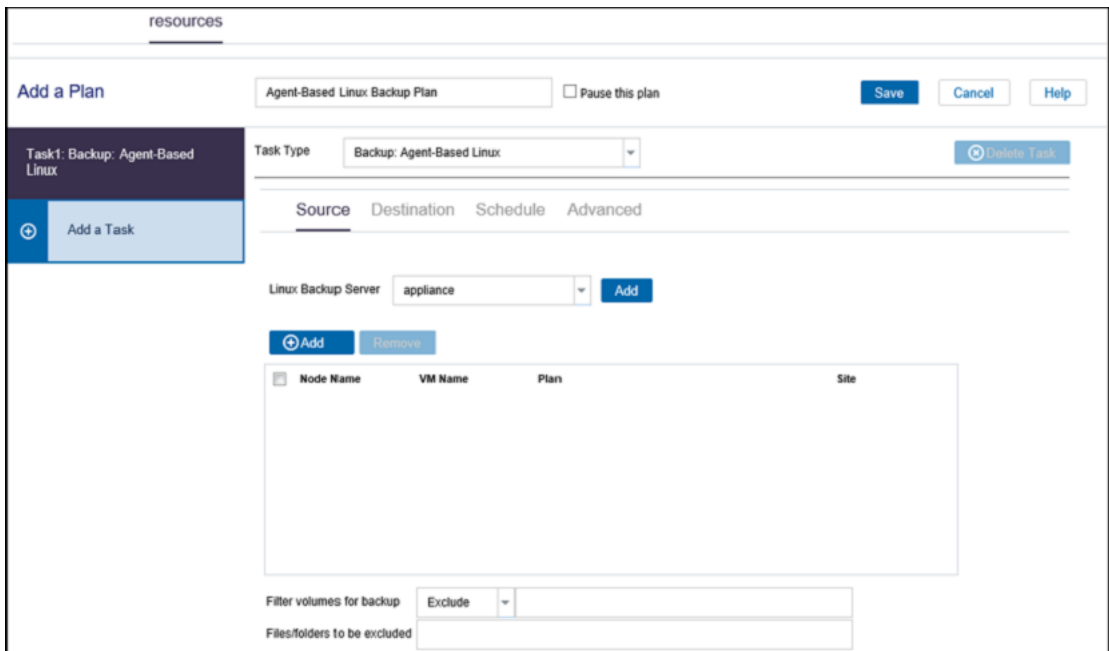 resources
Add a Plan
Agent-Based Linux Backup Plan
Pause this plan
Save
Cancel
Help
Task1: Backup: Agent-Based
Linux
Add a Task
Task Type
Backup: Agent-Based Linux
Delete Task
Source Destination Schedule Advanced
Linux Backup Server
appliance
Add
Add
Remove
Node Name VM Name Plan Site
Filter volumes for backup
Exclude
Files/folders to be excluded